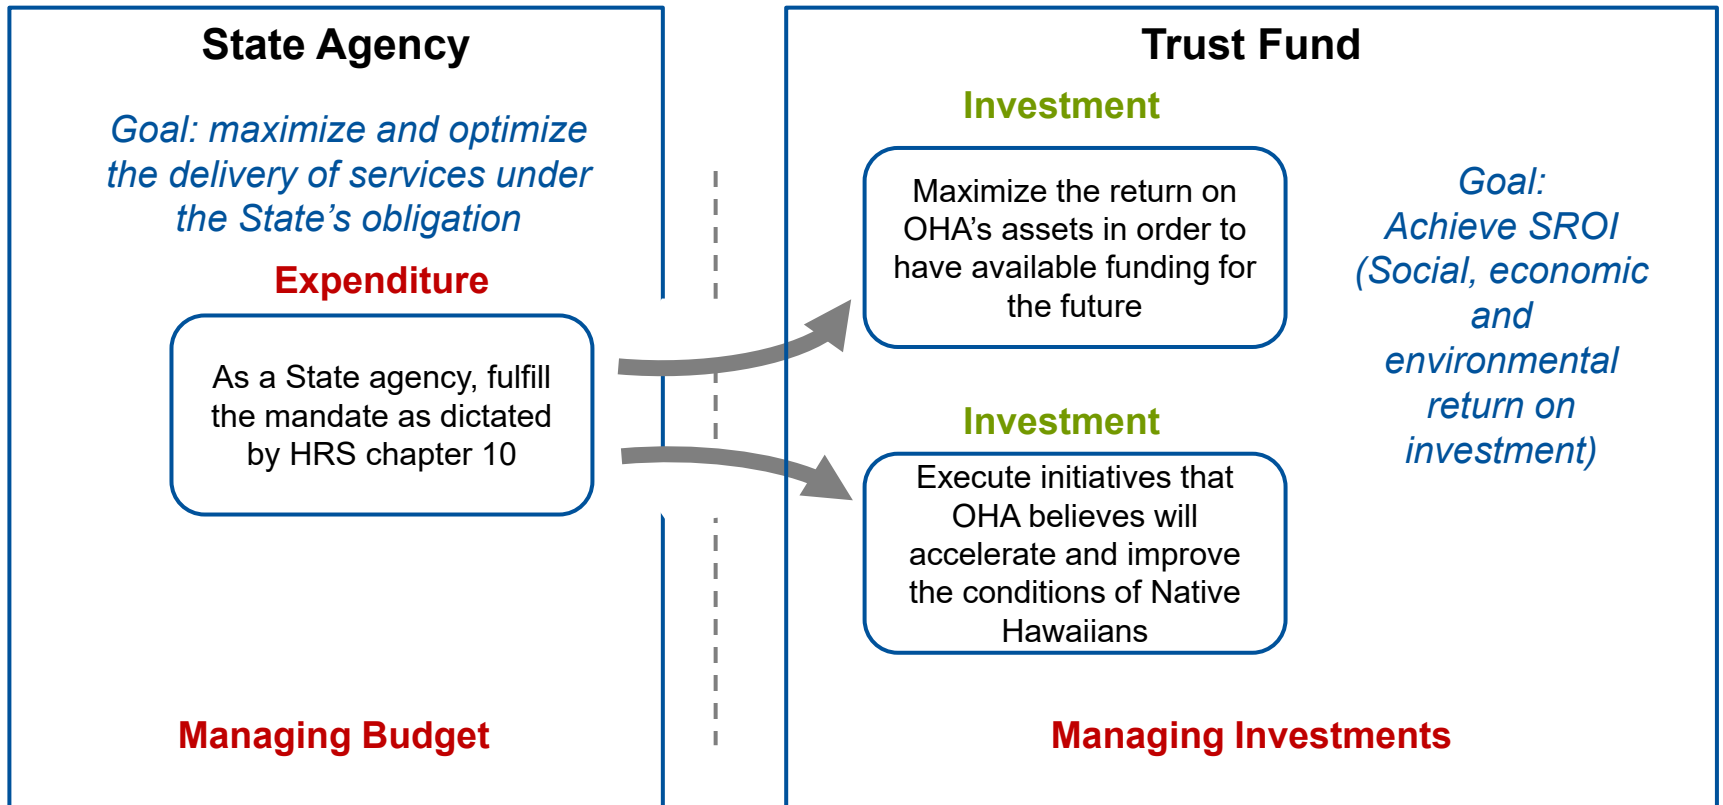 State Agency
Goal: maximize and optimize
the delivery of services under
the State’s obligation
Expenditure
As a State agency, fulfill
the mandate as dictated
by HRS chapter 10
Managing Budget
Trust Fund
Investment
Maximize the return on
OHA’s assets in order to
have available funding for
the future
Investment
Execute initiatives that
OHA believes will
accelerate and improve
the conditions of Native
Hawaiians
Goal:
Achieve SROI
(Social, economic
and
environmental
return on
investment)
Managing Investments